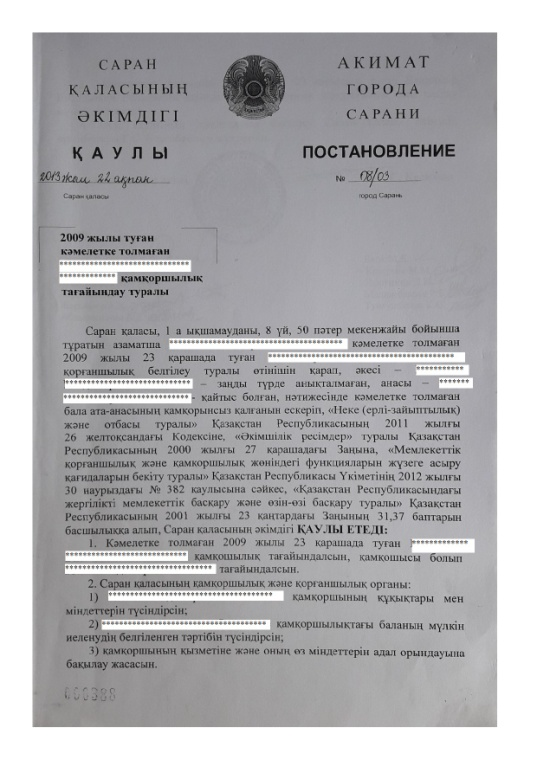 САРАН
ҚАЛАСЫНЫҢ
ӘКІМДІГІ
АКИМАТ
ГОРОДА
САРАНИ
ҚАУЛЫ
ПОСТАНОВЛЕНИЕ
2013 жыл 22 ақпан
№ 08/03
Саран қаласы
город Сарань
2009 жылы туған
кәмелетке толмаған
*******************************
************** қамқоршылық
тағайындау туралы
Саран қаласы, 1 а ықшамауданы, 8 үй, 50 пәтер мекенжайы бойынша
тұратын азаматша ****************************************** кәмелетке толмаған
2009 жылы 23 қарашада туған ***********************************************
қорғаншылық белгілеу туралы өтінішін қарап, әкесі – ************
******************************* – заңды түрде анықталмаған, анасы – *******
******************************- қайтыс болған, нәтижесінде кәмелетке толмаған
бала ата-анасының камқорынсыз калғанын ескеріп, «Неке (ерлі-зайыптылық)
және отбасы туралы» Қазақстан Республикасының 2011 жылғы
26 желтоқсандағы Кодексіне, «Әкімшілік ресімдер» туралы Қазақстан
Республикасының 2000 жылғы 27 қарашадағы Заңына, «Мемлекеттік
қорғаншылық және қамқоршылық жөніндегі функцияларын жүзеге асыру
қағидаларын бекіту туралы» Қазақстан Республикасы Үкіметінің 2012 жылғы
30 наурыздағы № 382 қаулысына сәйкес, «Қазақстан Республикасындағы
жергілікті мемлекеттік басқару және өзін-өзі басқару туралы» Қазақстан
Республикасының 2001 жылғы 23 қаңтардағы Заңының 31,37 баптарын
басшылыққа алып, Саран қаласының әкімдігі ҚАУЛЫ ЕТЕДІ:
1. Кәмелетке толмаған 2009 жылы 23 қарашада туған *************
***************************** қамқошылық тағайындалсын, қамқошысы болып
****************************************** тағайындалсын.
2. Саран қаласының қамқоршылық және қорғаншылық органы:
1) ***************************************** қамқоршының құқықтары мен
міндеттерін түсіндірсін;
2) *************************************** қамқоршылықтағы баланың мүлкін
иеленудің белгіленген тәртібін түсіндірсін;
3) қамқоршының қызметіне және оның өз міндеттерін адал орындауына
бақылау жасасын.
000388